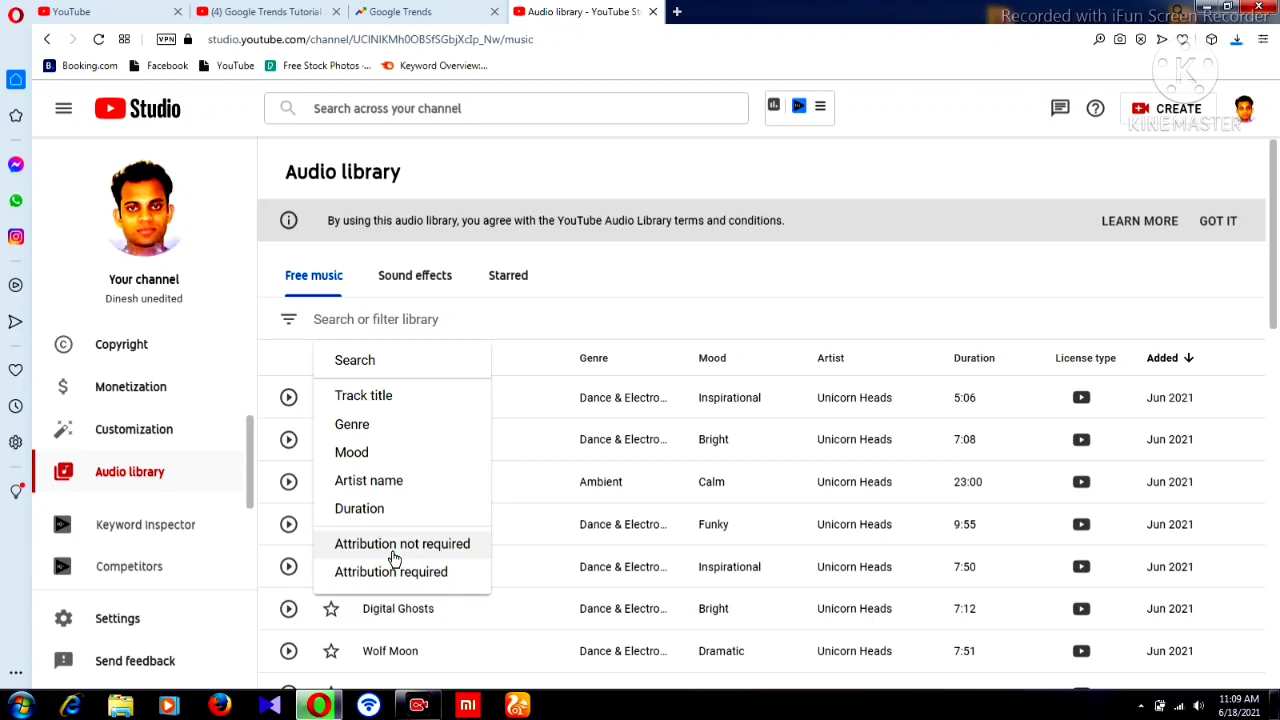 YouTube
(4) Google Trends Tutorial
Google Trends
Audio library - YouTube St
Recorded with iFun Screen Recorder
VPN
studio.youtube.com/channel/UClNlKMh0OBSfSGbjXcIp_Nw/music
Booking.com
Facebook
YouTube
Free Stock Photos -...
Keyword Overview:...
Studio
Search across your channel
CREATE
K
KINEMASTER
Audio library
By using this audio library, you agree with the YouTube Audio Library terms and conditions.
LEARN MORE
GOT IT
Your channel
Dinesh unedited
Free music
Sound effects
Starred
Copyright
Monetization
Customization
Audio library
Keyword Inspector
Competitors
Settings
Send feedback
Search or filter library
Search
Track title
Genre
Mood
Artist name
Duration
Attribution not required
Attribution required
Genre Mood Artist Duration License type Added
Dance & Electro... Inspirational Unicorn Heads 5:06 Jun 2021
Dance & Electro... Bright Unicorn Heads 7:08 Jun 2021
Ambient Calm Unicorn Heads 23:00 Jun 2021
Dance & Electro... Funky Unicorn Heads 9:55 Jun 2021
Dance & Electro... Inspirational Unicorn Heads 7:50 Jun 2021
Digital Ghosts Dance & Electro... Bright Unicorn Heads 7:12 Jun 2021
Wolf Moon Dance & Electro... Dramatic Unicorn Heads 7:51 Jun 2021
11:09 AM
6/18/2021